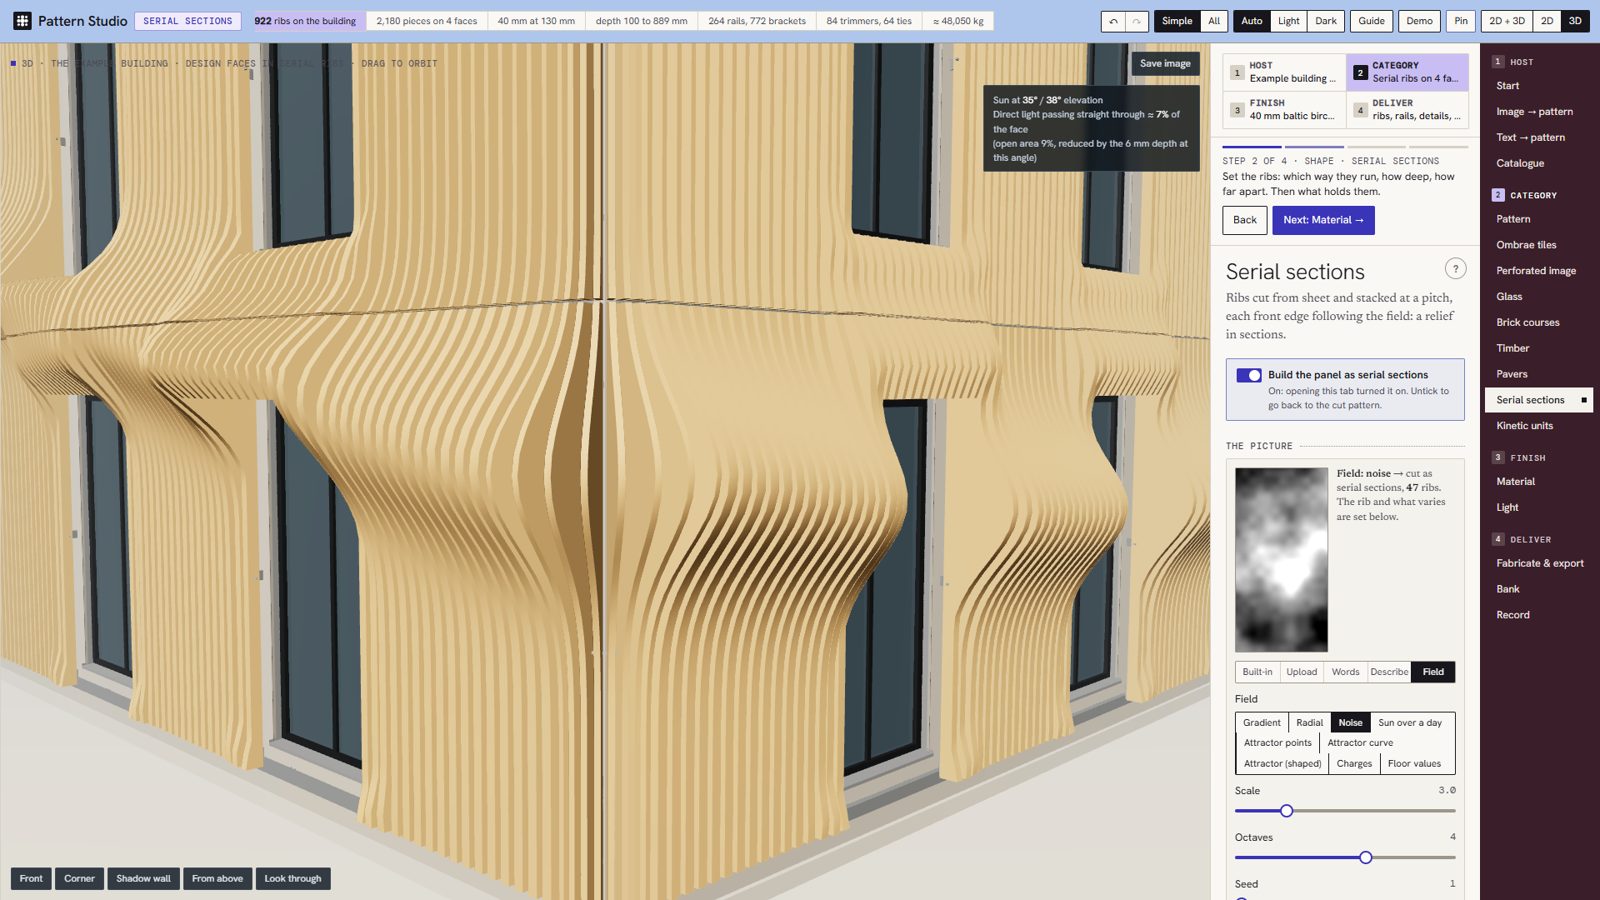 Pattern Studio
SERIAL SECTIONS
922 ribs on the building
2,180 pieces on 4 faces
40 mm at 130 mm
depth 100 to 889 mm
264 rails, 772 brackets
84 trimmers, 64 ties
≈ 48,050 kg
Simple
All
Auto
Light
Dark
Guide
Demo
Pin
2D + 3D
2D
3D
3D · THE EXAMPLE BUILDING · DESIGN FACES IN SERIAL RIBS · DRAG TO ORBIT
Save image
Sun at 35° / 38° elevation
Direct light passing straight through ≈ 7% of
the face
(open area 9%, reduced by the 6 mm depth at
this angle)
Front
Corner
Shadow wall
From above
Look through
1 HOST
Example building ...
2 CATEGORY
Serial ribs on 4 fa...
3 FINISH
40 mm baltic birc...
4 DELIVER
ribs, rails, details, ...
STEP 2 OF 4 · SHAPE · SERIAL SECTIONS
Set the ribs: which way they run, how deep, how
far apart. Then what holds them.
Back
Next: Material →
Serial sections
?
Ribs cut from sheet and stacked at a pitch,
each front edge following the field: a relief
in sections.
Build the panel as serial sections
On: opening this tab turned it on. Untick to
go back to the cut pattern.
THE PICTURE
Field: noise → cut as
serial sections, 47 ribs.
The rib and what varies
are set below.
Built-in
Upload
Words
Describe
Field
Field
Gradient
Radial
Noise
Sun over a day
Attractor points
Attractor curve
Attractor (shaped)
Charges
Floor values
Scale
3.0
Octaves
4
Seed
1
1 HOST
Start
Image → pattern
Text → pattern
Catalogue
2 CATEGORY
Pattern
Ombrae tiles
Perforated image
Glass
Brick courses
Timber
Pavers
Serial sections
Kinetic units
3 FINISH
Material
Light
4 DELIVER
Fabricate & export
Bank
Record